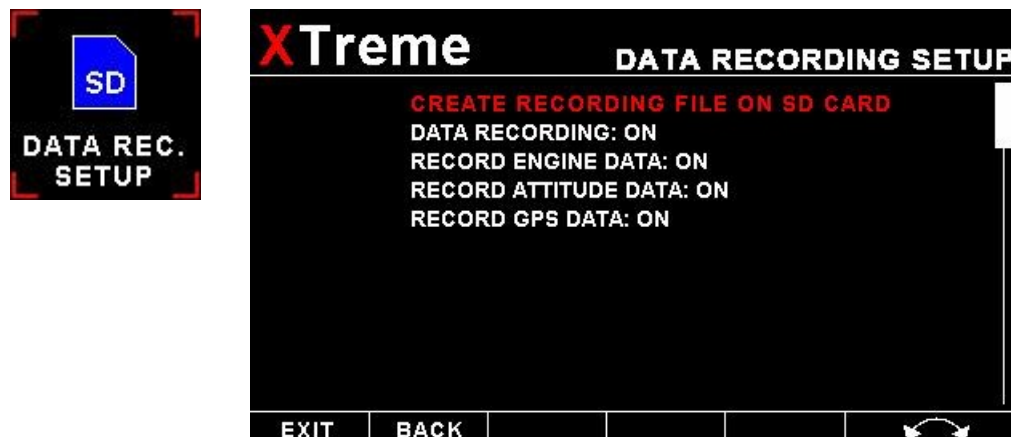 SD
DATA REC.
SETUP
XTreme
DATA RECORDING SETUP
CREATE RECORDING FILE ON SD CARD
DATA RECORDING: ON
RECORD ENGINE DATA: ON
RECORD ATTITUDE DATA: ON
RECORD GPS DATA: ON
EXIT BACK